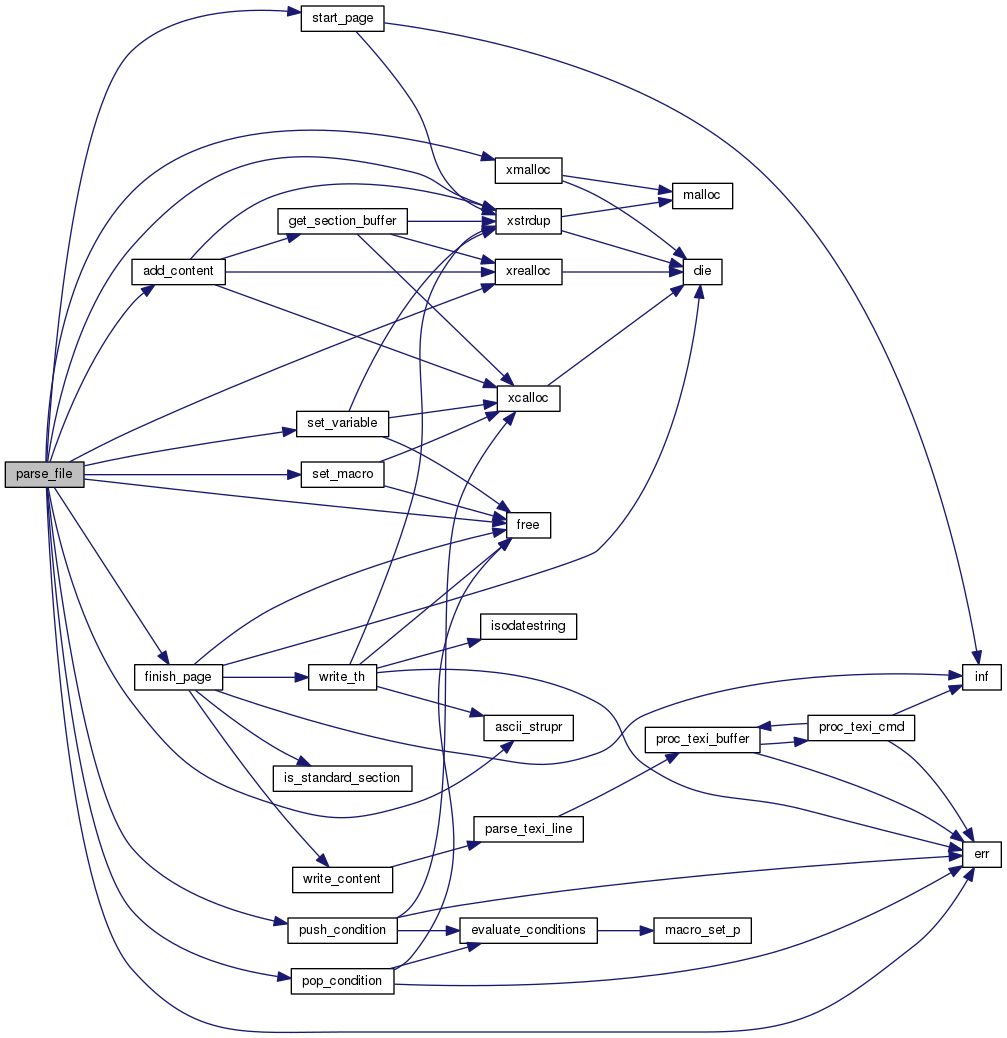 start_page
xmalloc
malloc
get_section_buffer
xstrdup
add_content
xrealloc
die
xcalloc
set_variable
parse_file
set_macro
free
isodatestring
finish_page
write_th
inf
ascii_strupr
proc_texi_cmd
proc_texi_buffer
is_standard_section
parse_texi_line
err
write_content
push_condition
evaluate_conditions
macro_set_p
pop_condition